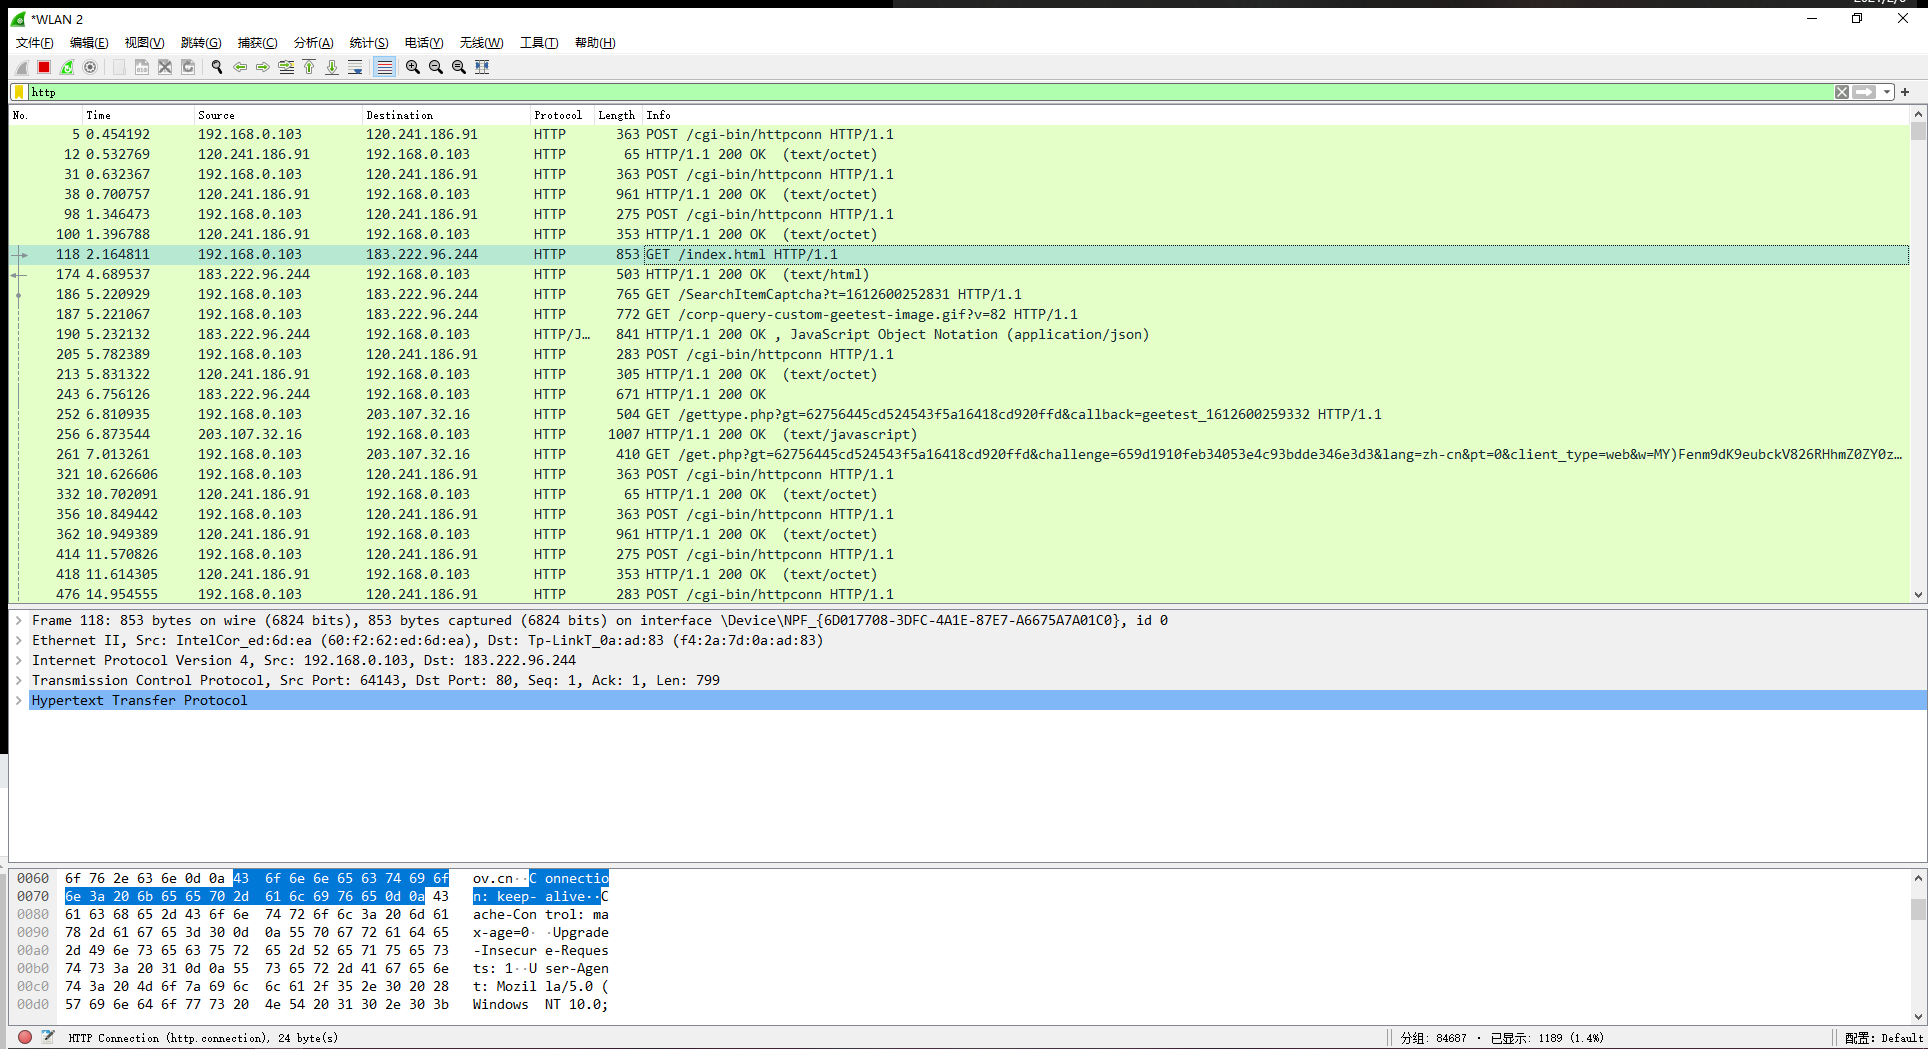 *WLAN 2
文件(F) 编辑(E) 视图(V) 跳转(G) 捕获(C) 分析(A) 统计(S) 电话(Y) 无线(W) 工具(T) 帮助(H)
http
No. Time Source Destination Protocol Length Info
5 0.454192 192.168.0.103 120.241.186.91 HTTP 363 POST /cgi-bin/httpconn HTTP/1.1
12 0.532769 120.241.186.91 192.168.0.103 HTTP 65 HTTP/1.1 200 OK (text/octet)
31 0.632367 192.168.0.103 120.241.186.91 HTTP 363 POST /cgi-bin/httpconn HTTP/1.1
38 0.700757 120.241.186.91 192.168.0.103 HTTP 961 HTTP/1.1 200 OK (text/octet)
98 1.346473 192.168.0.103 120.241.186.91 HTTP 275 POST /cgi-bin/httpconn HTTP/1.1
100 1.396788 120.241.186.91 192.168.0.103 HTTP 353 HTTP/1.1 200 OK (text/octet)
118 2.164811 192.168.0.103 183.222.96.244 HTTP 853 GET /index.html HTTP/1.1
174 4.689537 183.222.96.244 192.168.0.103 HTTP 503 HTTP/1.1 200 OK (text/html)
186 5.220929 192.168.0.103 183.222.96.244 HTTP 765 GET /SearchItemCaptcha?t=1612600252831 HTTP/1.1
187 5.221067 192.168.0.103 183.222.96.244 HTTP 772 GET /corp-query-custom-geetest-image.gif?v=82 HTTP/1.1
190 5.232132 183.222.96.244 192.168.0.103 HTTP/J… 841 HTTP/1.1 200 OK , JavaScript Object Notation (application/json)
205 5.782389 192.168.0.103 120.241.186.91 HTTP 283 POST /cgi-bin/httpconn HTTP/1.1
213 5.831322 120.241.186.91 192.168.0.103 HTTP 305 HTTP/1.1 200 OK (text/octet)
243 6.756126 183.222.96.244 192.168.0.103 HTTP 671 HTTP/1.1 200 OK
252 6.810935 192.168.0.103 203.107.32.16 HTTP 504 GET /gettype.php?gt=62756445cd524543f5a16418cd920ffd&callback=geetest_1612600259332 HTTP/1.1
256 6.873544 203.107.32.16 192.168.0.103 HTTP 1007 HTTP/1.1 200 OK (text/javascript)
261 7.013261 192.168.0.103 203.107.32.16 HTTP 410 GET /get.php?gt=62756445cd524543f5a16418cd920ffd&challenge=659d1910feb34053e4c93bdde346e3d3&lang=zh-cn&pt=0&client_type=web&w=MY)Fenm9dK9eubckV826RHhmZ0ZY0z…
321 10.626606 192.168.0.103 120.241.186.91 HTTP 363 POST /cgi-bin/httpconn HTTP/1.1
332 10.702091 120.241.186.91 192.168.0.103 HTTP 65 HTTP/1.1 200 OK (text/octet)
356 10.849442 192.168.0.103 120.241.186.91 HTTP 363 POST /cgi-bin/httpconn HTTP/1.1
362 10.949389 120.241.186.91 192.168.0.103 HTTP 961 HTTP/1.1 200 OK (text/octet)
414 11.570826 192.168.0.103 120.241.186.91 HTTP 275 POST /cgi-bin/httpconn HTTP/1.1
418 11.614305 120.241.186.91 192.168.0.103 HTTP 353 HTTP/1.1 200 OK (text/octet)
476 14.954555 192.168.0.103 120.241.186.91 HTTP 283 POST /cgi-bin/httpconn HTTP/1.1
Frame 118: 853 bytes on wire (6824 bits), 853 bytes captured (6824 bits) on interface \Device\NPF_{6D017708-3DFC-4A1E-87E7-A6675A7A01C0}, id 0
Ethernet II, Src: IntelCor_ed:6d:ea (60:f2:62:ed:6d:ea), Dst: Tp-LinkT_0a:ad:83 (f4:2a:7d:0a:ad:83)
Internet Protocol Version 4, Src: 192.168.0.103, Dst: 183.222.96.244
Transmission Control Protocol, Src Port: 64143, Dst Port: 80, Seq: 1, Ack: 1, Len: 799
Hypertext Transfer Protocol
0060 6f 76 2e 63 6e 0d 0a 43 6f 6e 6e 65 63 74 69 6f ov.cn··C onnectio
0070 6e 3a 20 6b 65 65 70 2d 61 6c 69 76 65 0d 0a 43 n: keep- alive··C
0080 61 63 68 65 2d 43 6f 6e 74 72 6f 6c 3a 20 6d 61 ache-Con trol: ma
0090 78 2d 61 67 65 3d 30 0d 0a 55 70 67 72 61 64 65 x-age=0· ·Upgrade
00a0 2d 49 6e 73 65 63 75 72 65 2d 52 65 71 75 65 73 -Insecur e-Reques
00b0 74 73 3a 20 31 0d 0a 55 73 65 72 2d 41 67 65 6e ts: 1··U ser-Agen
00c0 74 3a 20 4d 6f 7a 69 6c 6c 61 2f 35 2e 30 20 28 t: Mozil la/5.0 (
00d0 57 69 6e 64 6f 77 73 20 4e 54 20 31 30 2e 30 3b Windows NT 10.0;
HTTP Connection (http.connection), 24 byte(s) 分组: 84687 · 已显示: 1189 (1.4%) 配置: Default